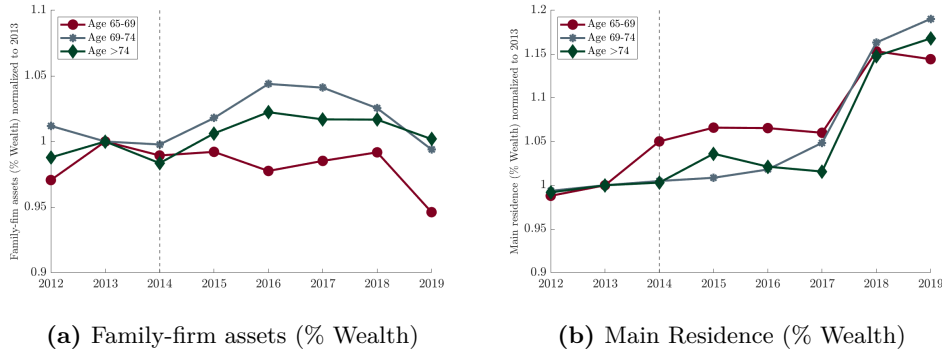 Family-fim assets (% Wealth) normalized to 2013
1.1
1.05
1
0.95
0.9
Age 65-69
Age 69-74
Age >74
2012 2013 2014 2015 2016 2017 2018 2019
(a) Family-firm assets (% Wealth)
Main residence (% Wealth) normalized to 2013
1.2
1.15
1.1
1.05
1
0.95
0.9
Age 65-69
Age 69-74
Age >74
2012 2013 2014 2015 2016 2017 2018 2019
(b) Main Residence (% Wealth)